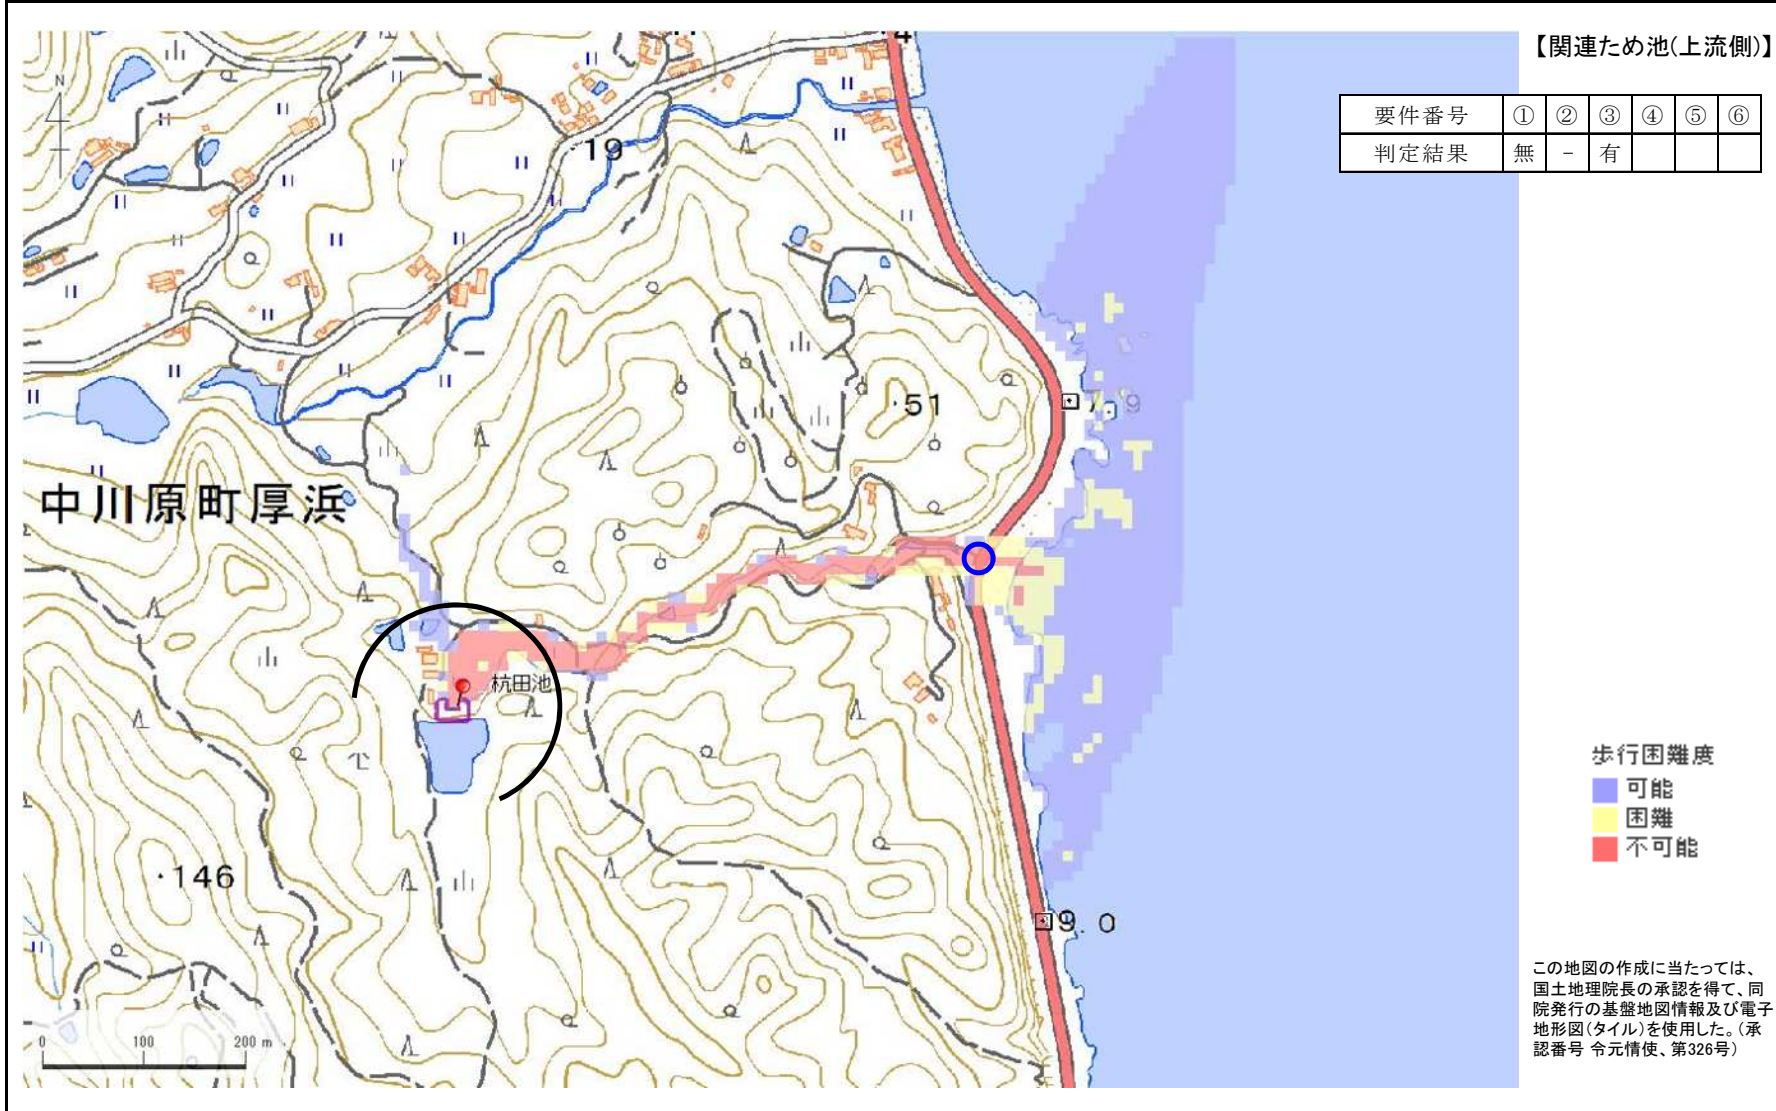 【関連ため池(上流側)】
要件番号 ① ② ③ ④ ⑤ ⑥
判定結果 無 - 有
N
19
・51
中川原町厚浜
杭田池
・146
9.0
歩行困難度
可能
困難
不可能
0 100 200 m
この地図の作成に当たっては、
国土地理院長の承認を得て、同
院発行の基盤地図情報及び電子
地形図(タイル)を使用した。(承
認番号 令元情使、第326号)